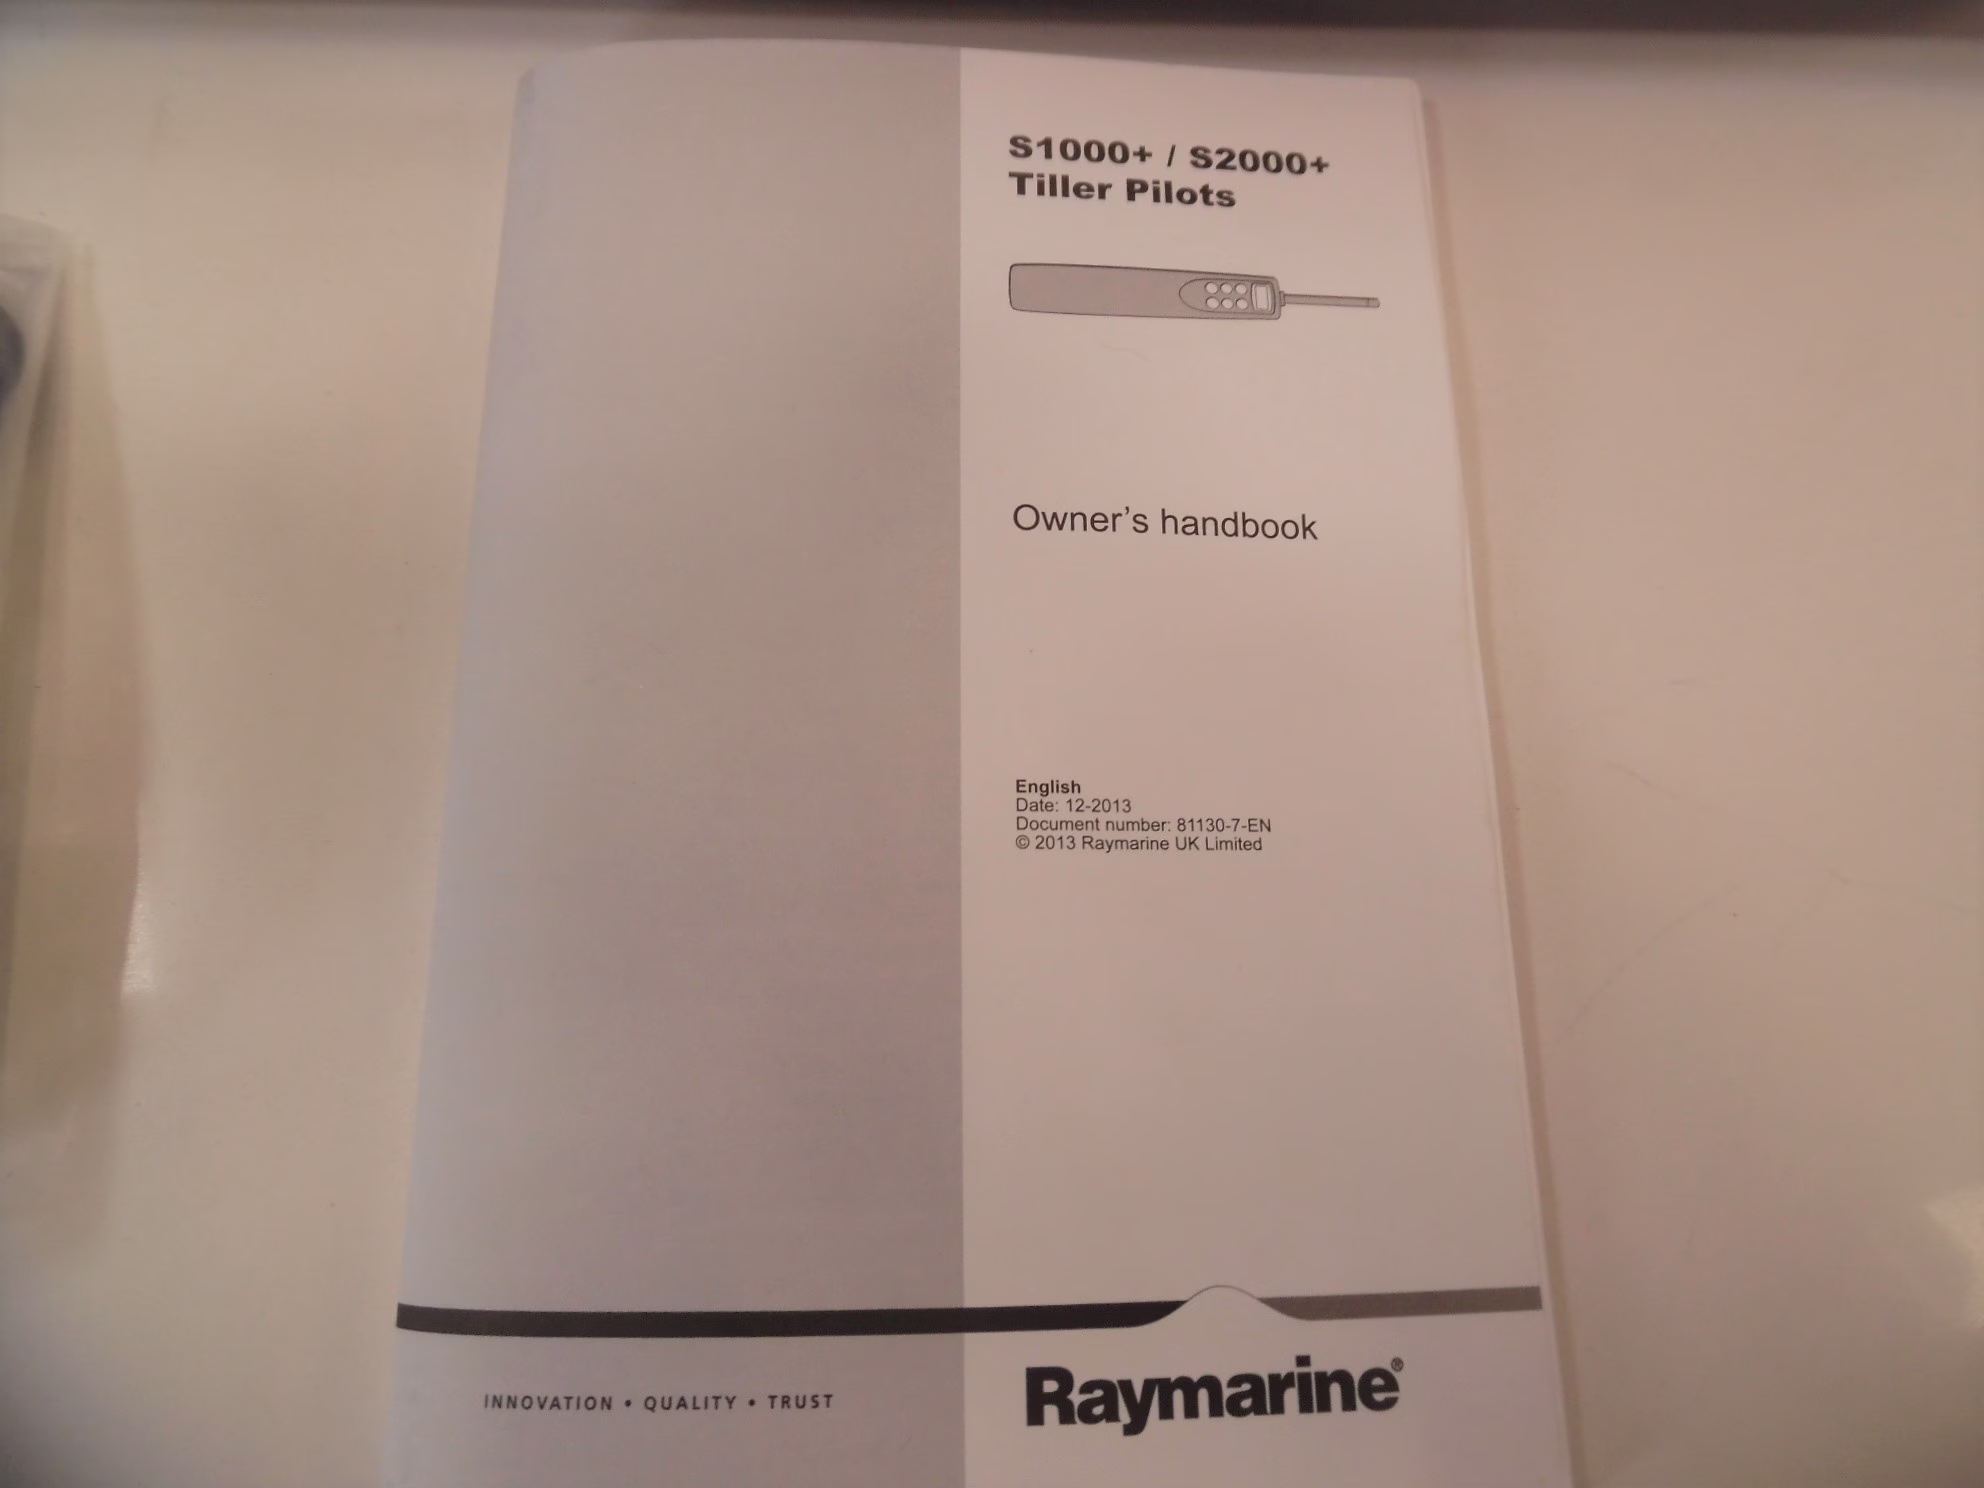 S1000+ / S2000+
Tiller Pilots
Owner’s handbook
English
Date: 12-2013
Document number: 81130-7-EN
© 2013 Raymarine UK Limited
INNOVATION • QUALITY • TRUST
Raymarine®